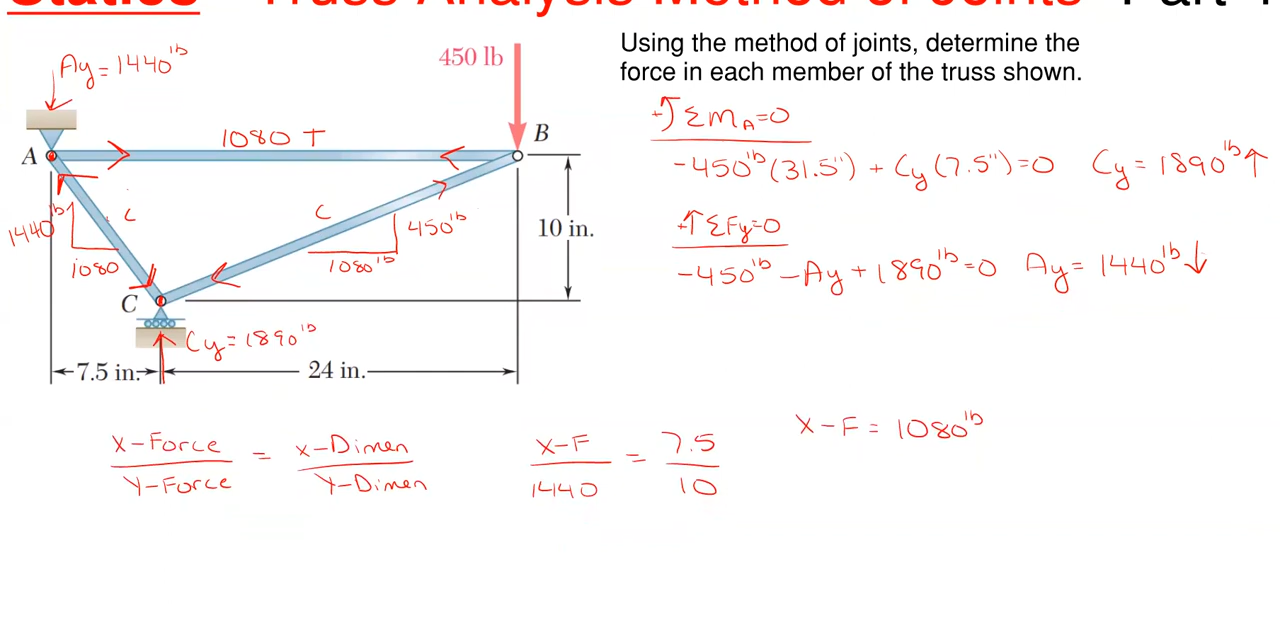 Statics Truss Analysis Method of Joints Part 1
Using the method of joints, determine the
force in each member of the truss shown.
Ay = 1440 lb
450 lb
1080 T
A
B
1440 lb
1080
C
C
450 lb
1080 lb
10 in.
C
Cy = 1890 lb
7.5 in.
24 in.
+↺ ΣMA = 0
-450 lb (31.5") + Cy (7.5") = 0 Cy = 1890 lb ↑
+↑ ΣFy = 0
-450 lb - Ay + 1890 lb = 0 Ay = 1440 lb ↓
X-Force / Y-Force = X-Dimen / Y-Dimen
X-F / 1440 = 7.5 / 10
X-F = 1080 lb